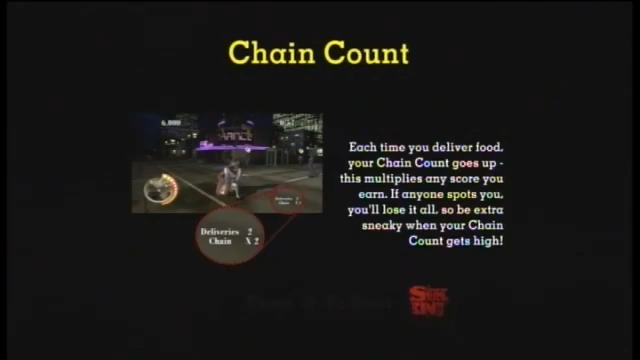 Chain Count
Each time you deliver food,
your Chain Count goes up -
this multiplies any score you
earn. If anyone spots you,
you'll lose it all, so be extra
sneaky when your Chain
Count gets high!
Deliveries 2
Chain X 2
SNEAK
KING